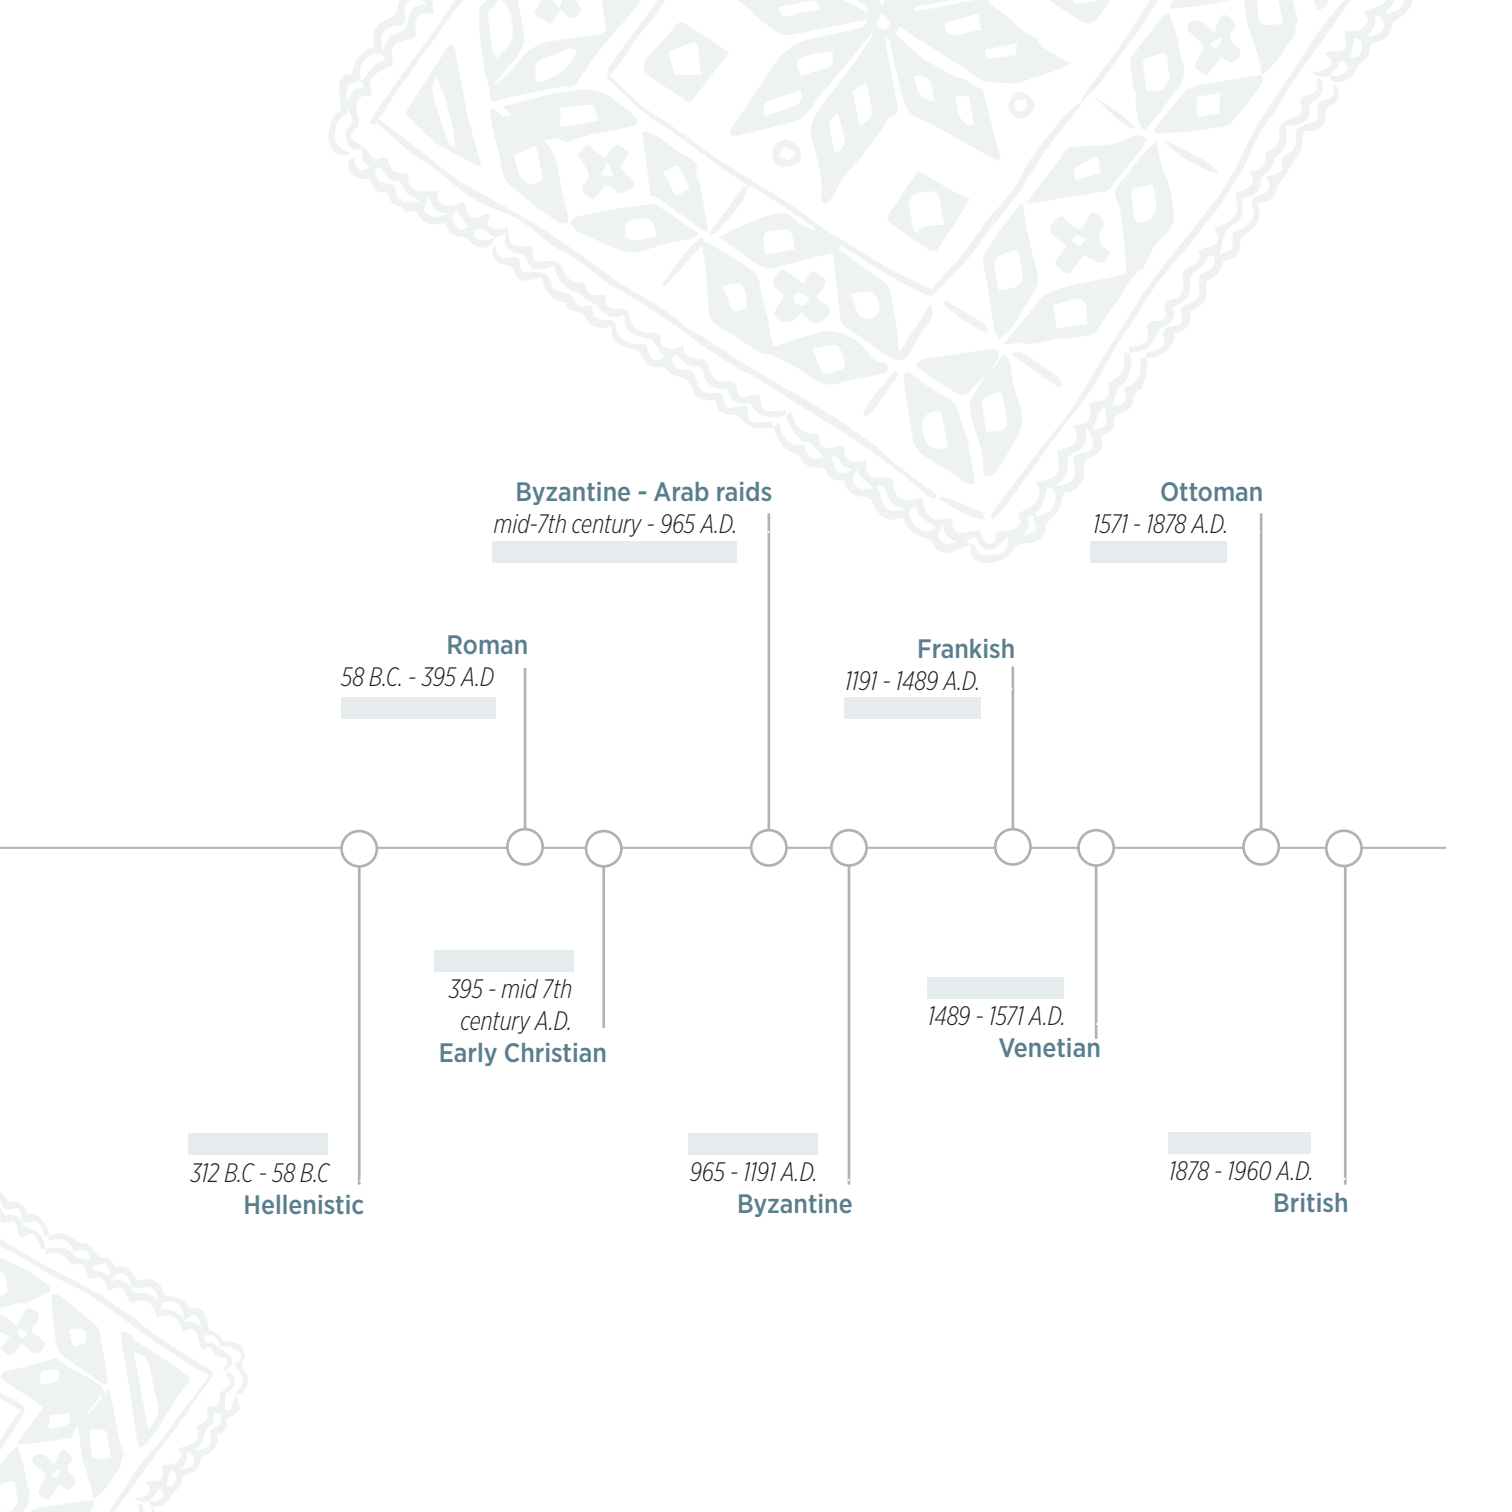 Byzantine - Arab raids
mid-7th century - 965 A.D.
Ottoman
1571 - 1878 A.D.
Roman
58 B.C. - 395 A.D
Frankish
1191 - 1489 A.D.
395 - mid 7th
century A.D.
Early Christian
1489 - 1571 A.D.
Venetian
312 B.C - 58 B.C
Hellenistic
965 - 1191 A.D.
Byzantine
1878 - 1960 A.D.
British